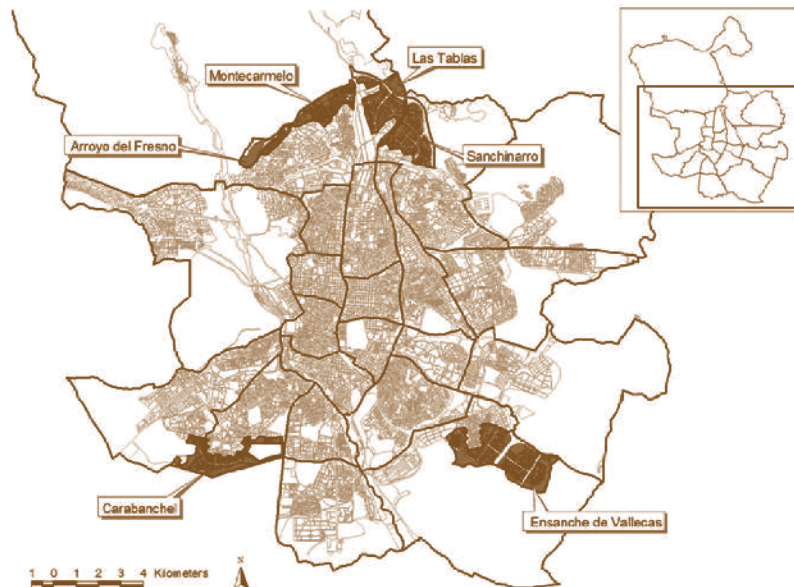 Las Tablas
Montecarmelo
Arroyo del Fresno
Sanchinarro
Carabanchel
Ensanche de Vallecas
1 0 1 2 3 4 Kilometers
N